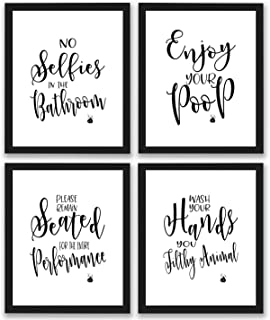 NO
Selfies
IN THE
Bathroom
Enjoy
YOUR
POOP
PLEASE
REMAIN
Seated
FOR THE ENTIRE
Performance
WASH
YOUR
Hands
YOU
Filthy Animal